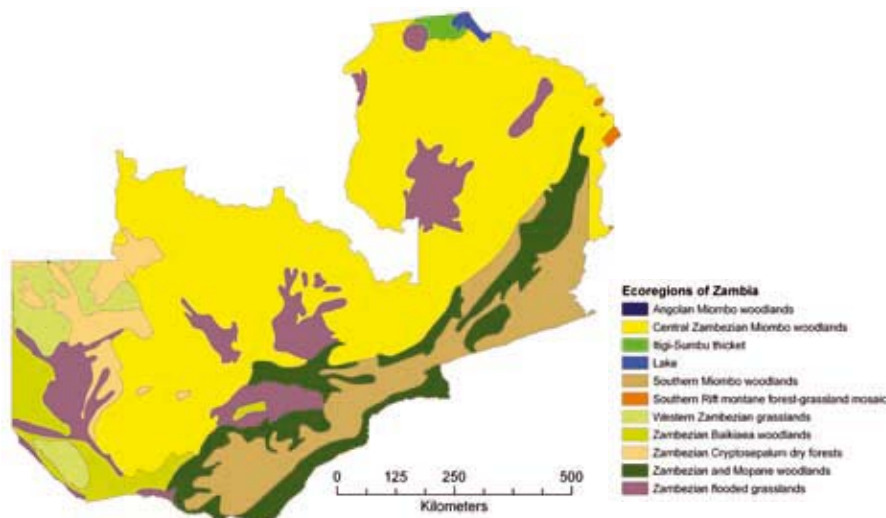 Ecoregions of Zambia
Angolan Miombo woodlands
Central Zambezian Miombo woodlands
Itigi-Sumbu thicket
Lake
Southern Miombo woodlands
Southern Rift montane forest-grassland mosaic
Western Zambezian grasslands
Zambezian Baikiaea woodlands
Zambezian Cryptosepalum dry forests
Zambezian and Mopane woodlands
Zambezian flooded grasslands
0 125 250 500
Kilometers